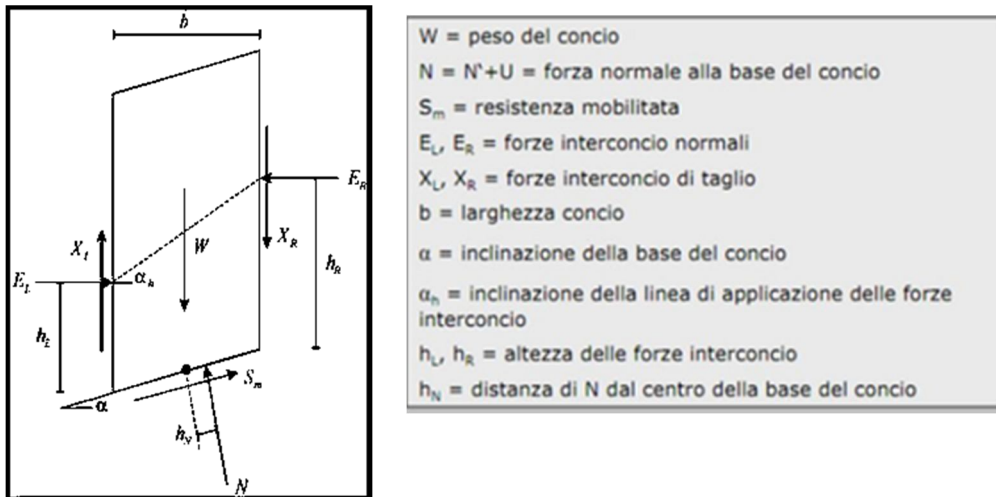 b
E_R
X_R
h_R
W
X_L
E_L
α_h
h_L
S_m
α
h_N
N
W = peso del concio
N = N'+U = forza normale alla base del concio
S_m = resistenza mobilitata
E_L, E_R = forze interconcio normali
X_L, X_R = forze interconcio di taglio
b = larghezza concio
α = inclinazione della base del concio
α_h = inclinazione della linea di applicazione delle forze
interconcio
h_L, h_R = altezza delle forze interconcio
h_N = distanza di N dal centro della base del concio